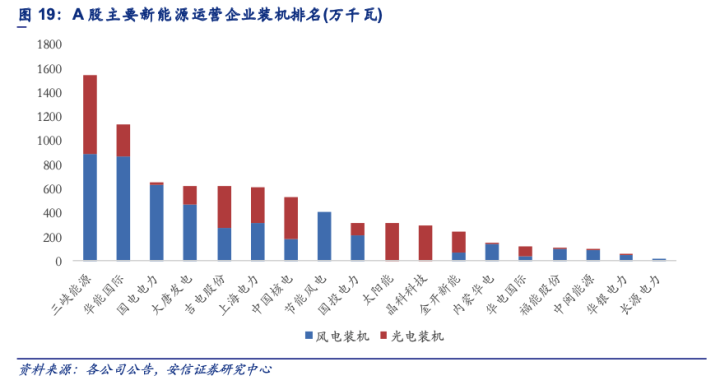 图 19：A 股主要新能源运营企业装机排名(万千瓦)
1800
1600
1400
1200
1000
800
600
400
200
0
三峡能源
华能国际
国电电力
大唐发电
吉电股份
上海电力
中国核电
节能风电
国投电力
太阳能
晶科科技
金开新能
内蒙华电
华电国际
福能股份
中闽能源
华银电力
长源电力
风电装机 光电装机
资料来源：各公司公告，安信证券研究中心